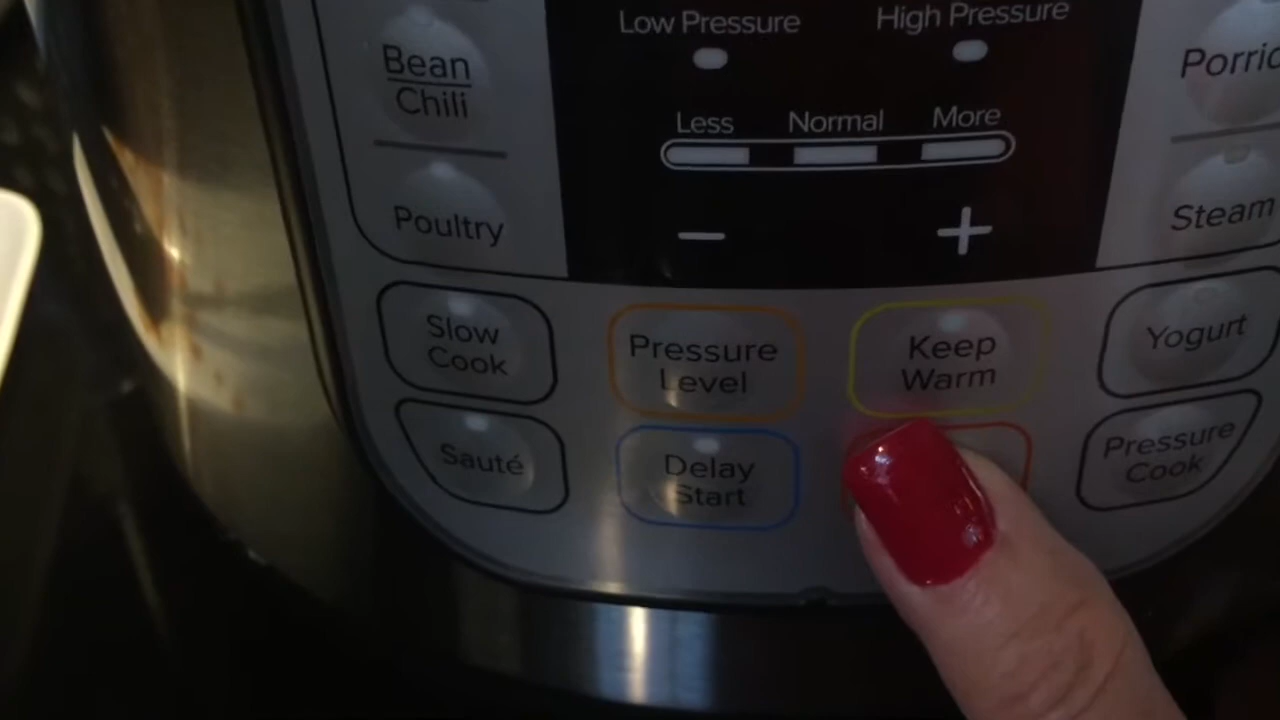 Low Pressure High Pressure
Bean
Chili
Less Normal More
Porric
Poultry
Steam
− +
Slow
Cook
Pressure
Level
Keep
Warm
Yogurt
Sauté
Delay
Start
Pressure
Cook